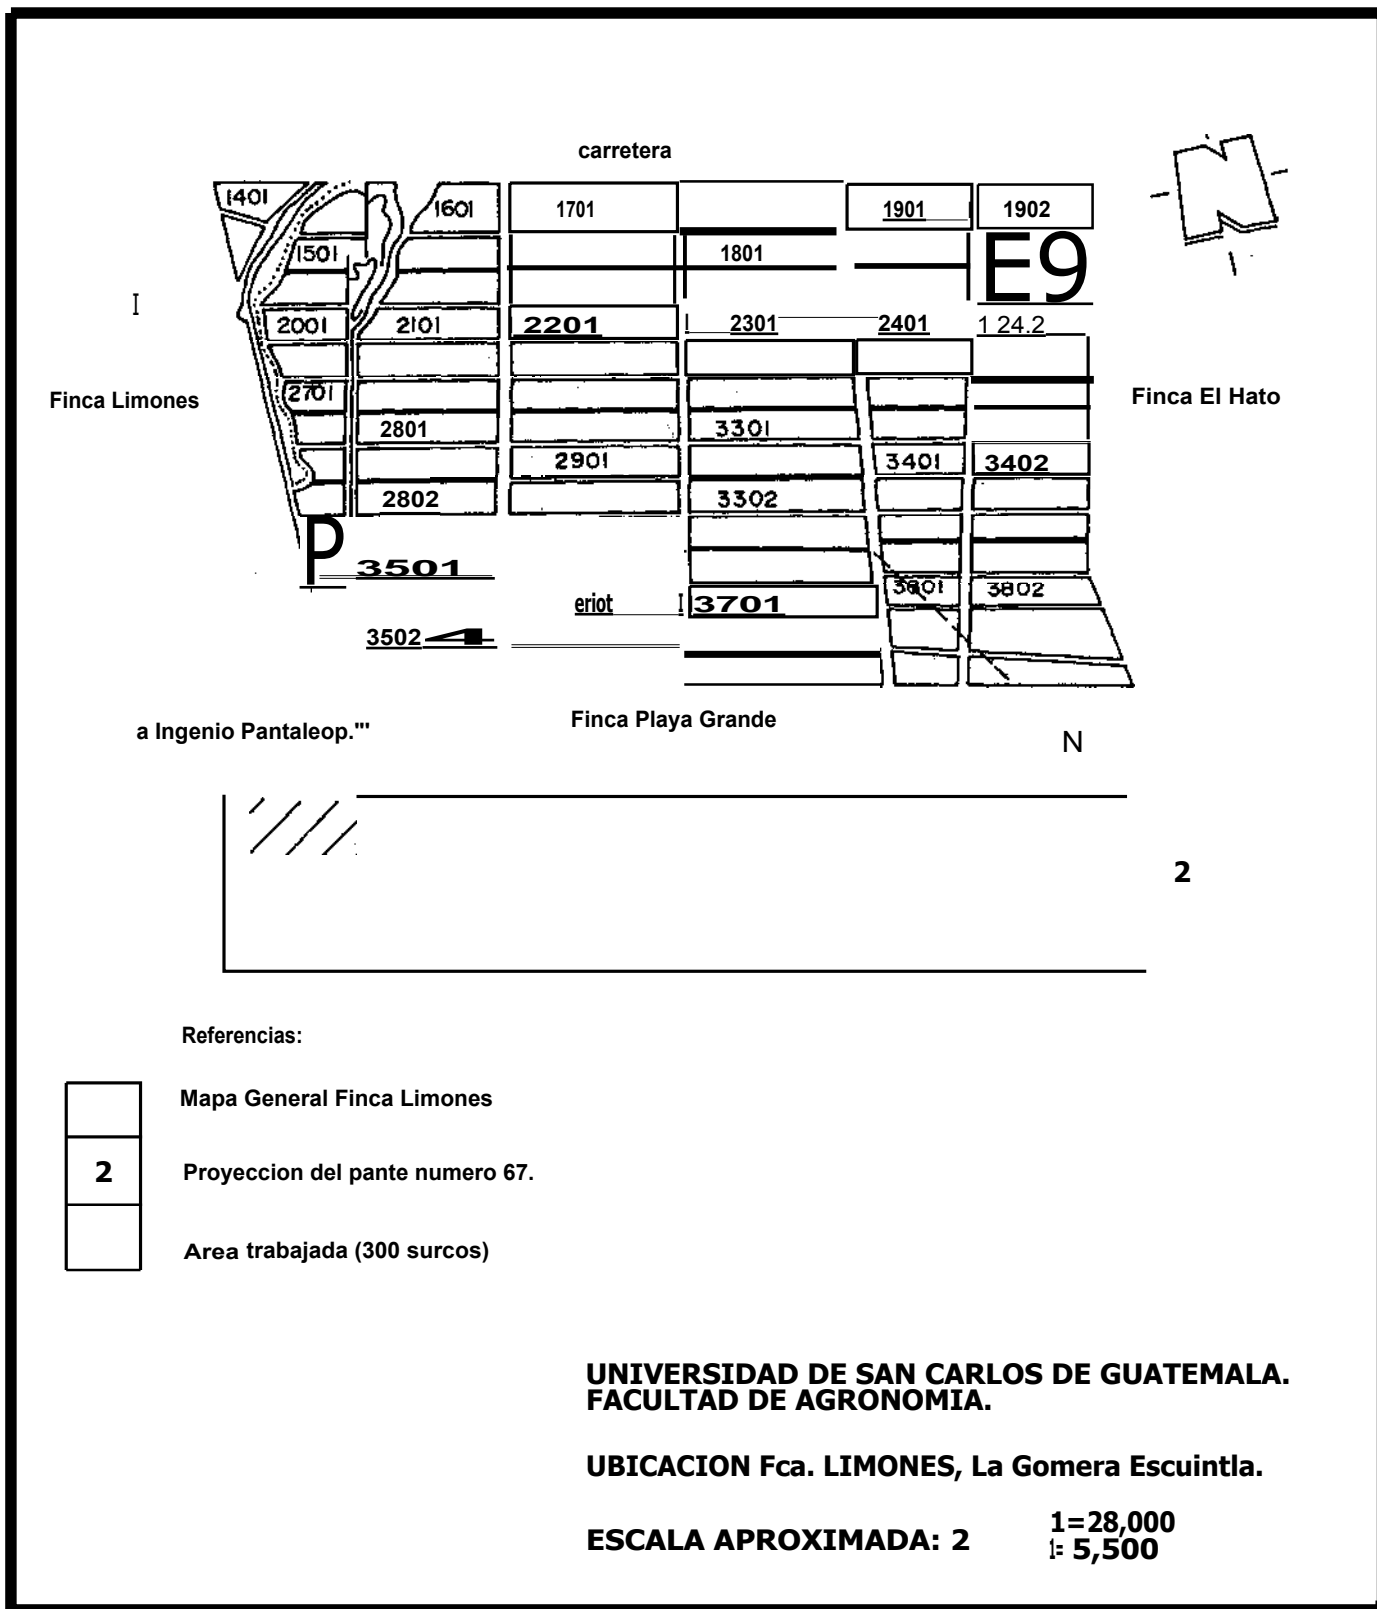 carretera
1401
1601
1701
1901
1902
1501
1801
E9
I
2001
2101
2201
2301
2401
1 24.2
Finca Limones
2701
Finca El Hato
2801
3301
2901
3401
3402
2802
3302
P
3501
3801
3802
eriot
I
3701
3502
Finca Playa Grande
a Ingenio Pantaleop."'
N
2
Referencias:
Mapa General Finca Limones
2
Proyeccion del pante numero 67.
Area trabajada (300 surcos)
UNIVERSIDAD DE SAN CARLOS DE GUATEMALA.
FACULTAD DE AGRONOMIA.
UBICACION Fca. LIMONES, La Gomera Escuintla.
ESCALA APROXIMADA: 2
1=28,000
1= 5,500